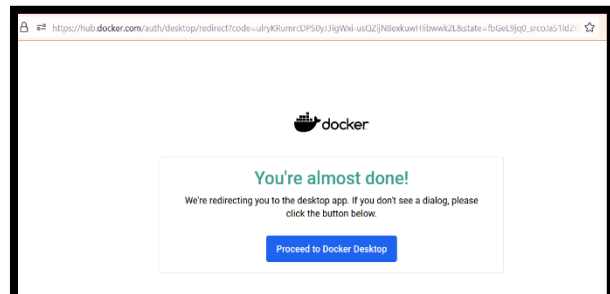 https://hub.docker.com/auth/desktop/redirect?
docker
You're almost done!
We're redirecting you to the desktop app. If you don't see a dialog, please
click the button below.
Proceed to Docker Desktop